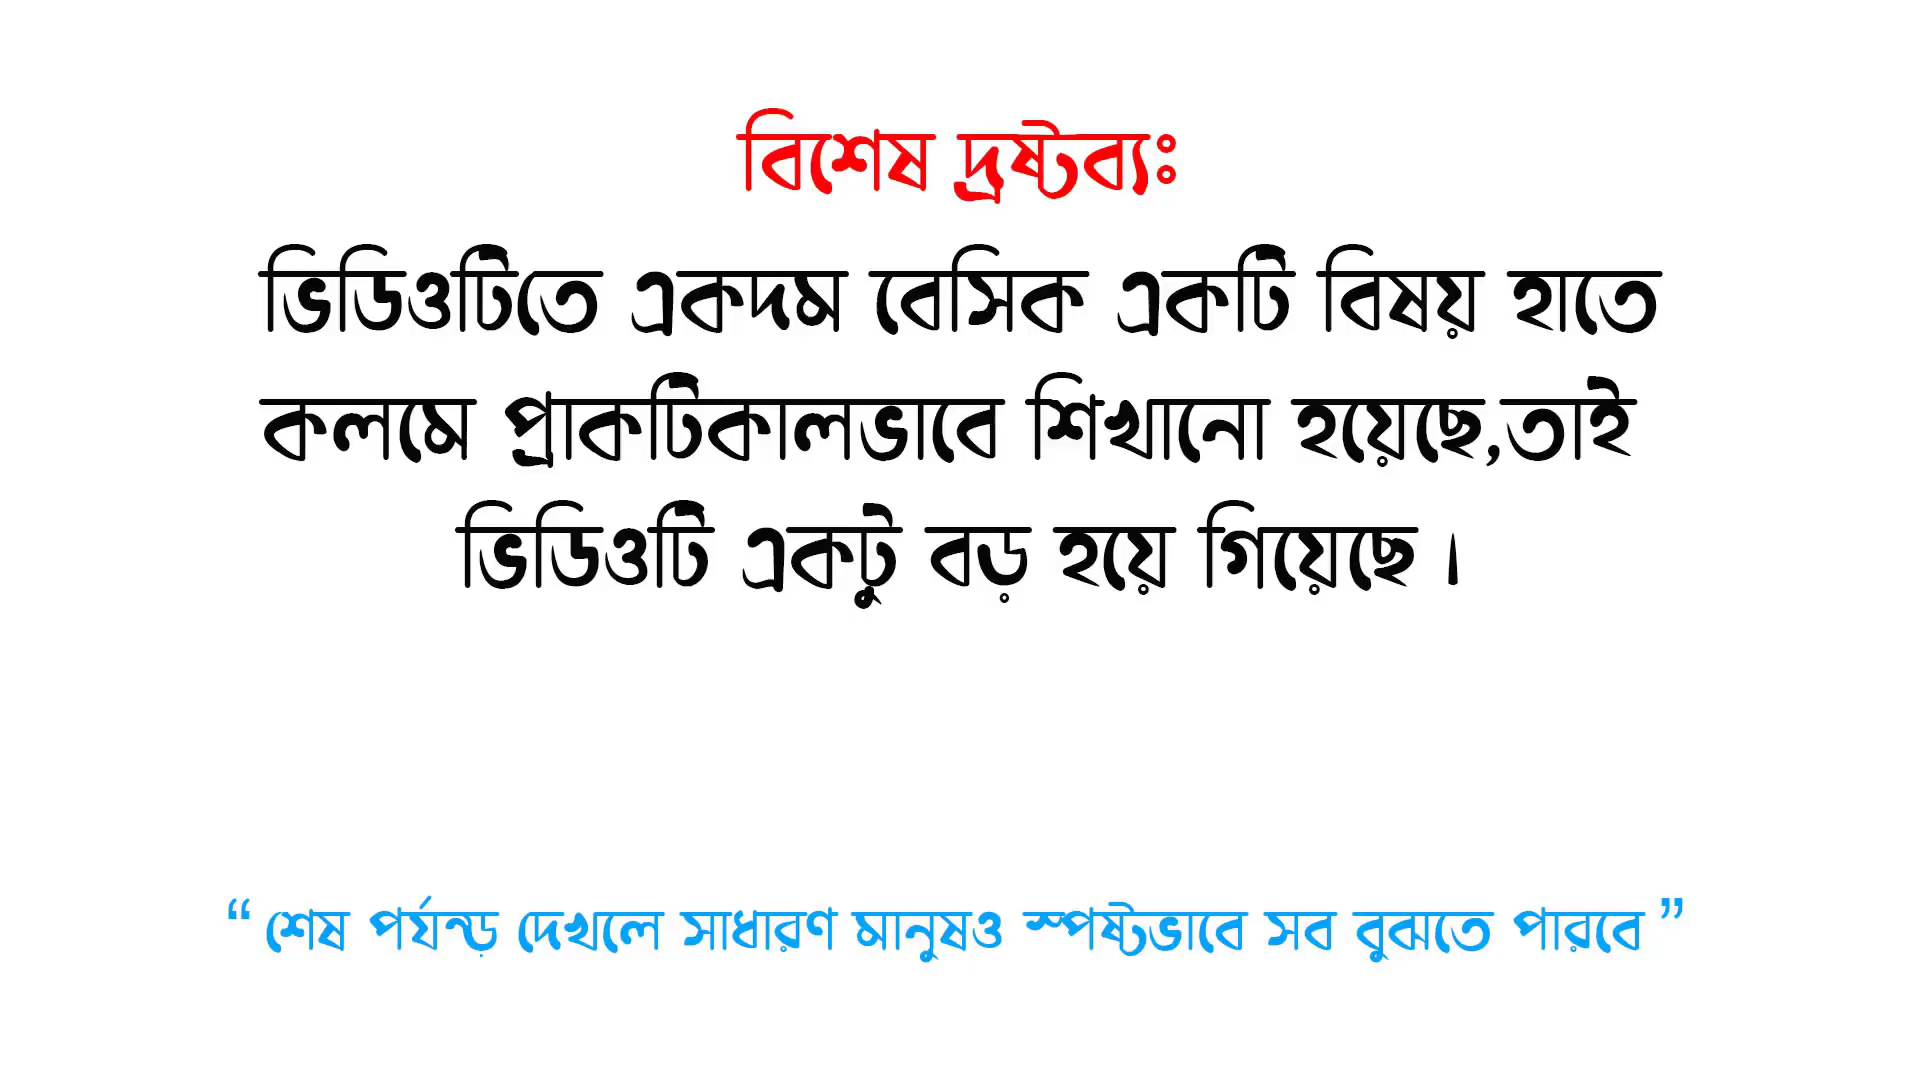 বিশেষ দ্রষ্টব্যঃ
ভিডিওটিতে একদম বেসিক একটি বিষয় হাতে
কলমে প্রাকটিকালভাবে শিখানো হয়েছে,তাই
ভিডিওটি একটু বড় হয়ে গিয়েছে ।
“ শেষ পর্যন্ড় দেখলে সাধারণ মানুষও স্পষ্টভাবে সব বুঝতে পারবে ”